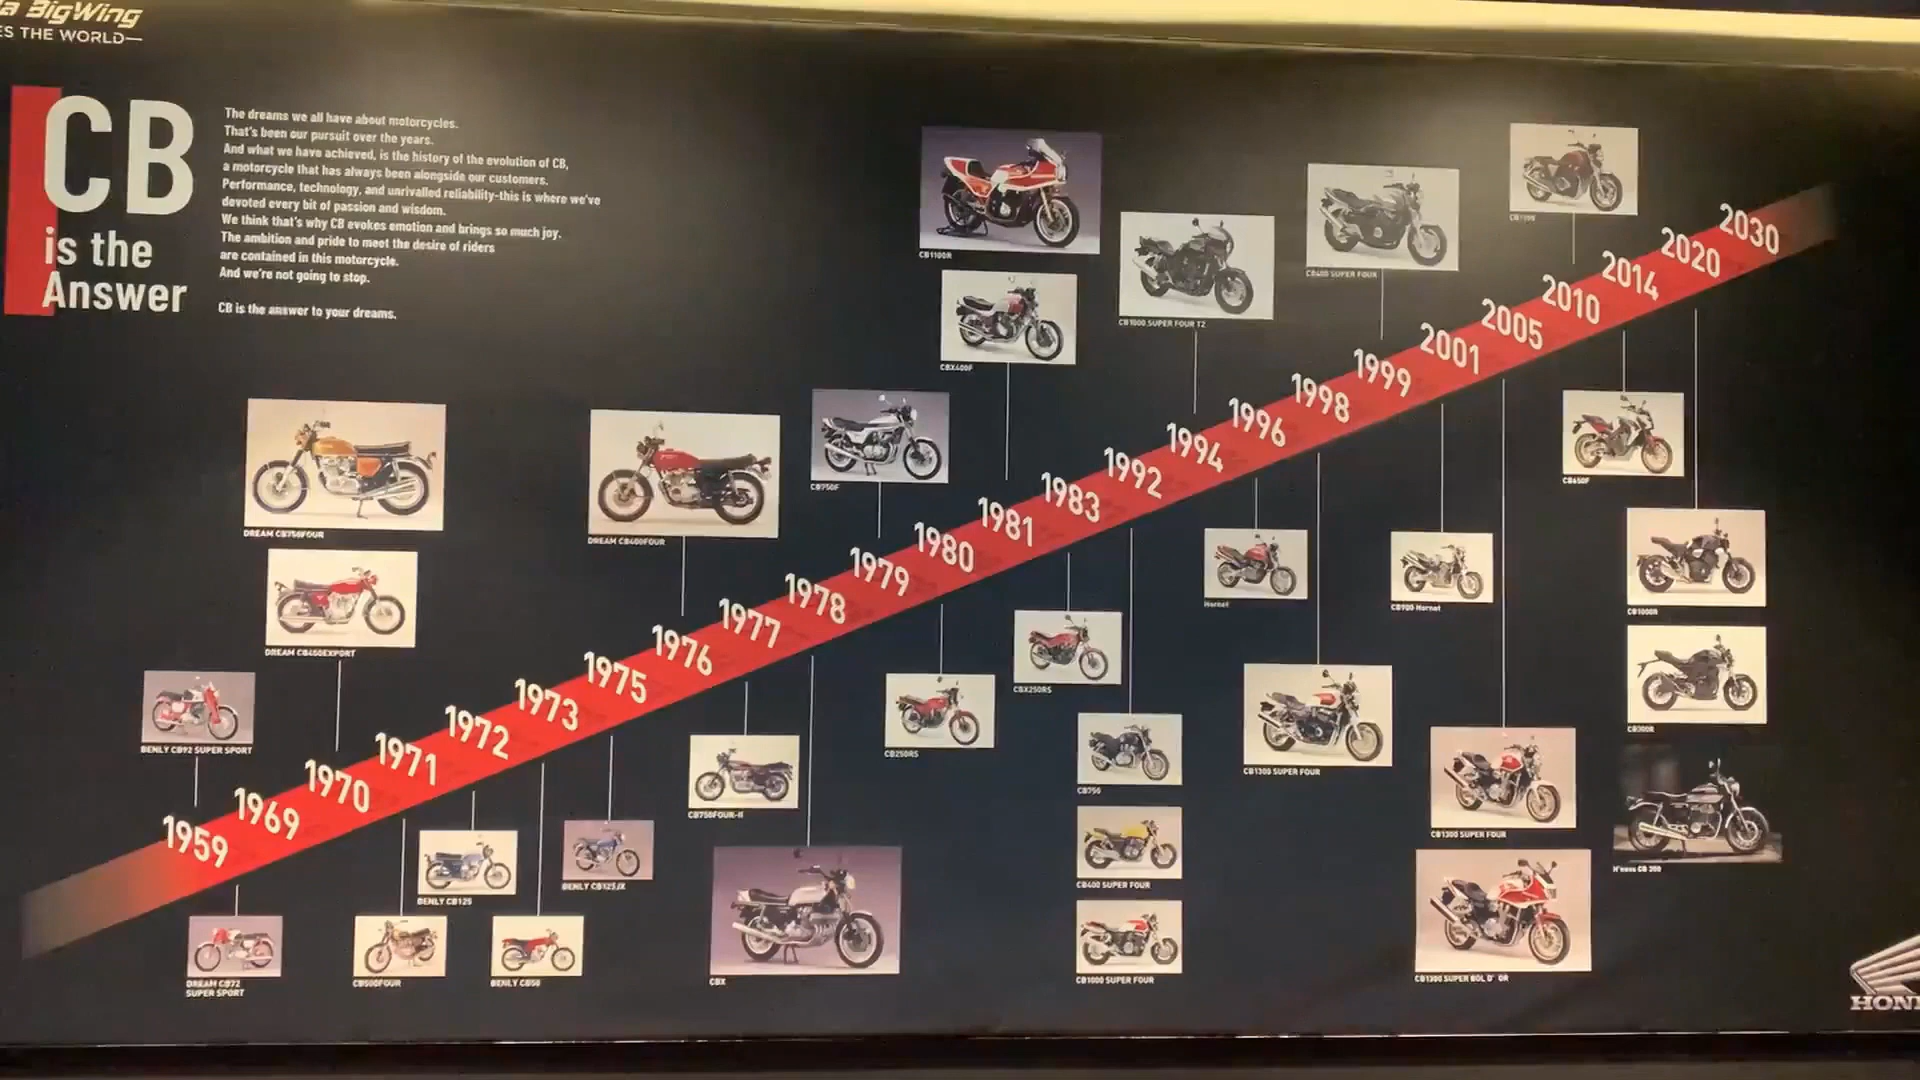 a BigWing
ES THE WORLD—
CB
is the
Answer
The dreams we all have about motorcycles.
That's been our pursuit over the years.
And what we have achieved, is the history of the evolution of CB,
a motorcycle that has always been alongside our customers.
Performance, technology, and unrivalled reliability-this is where we've
devoted every bit of passion and wisdom.
We think that's why CB evokes emotion and brings so much joy.
The ambition and pride to meet the desire of riders
are contained in this motorcycle.
And we're not going to stop.
CB is the answer to your dreams.
1959
1969
1970
1971
1972
1973
1975
1976
1977
1978
1979
1980
1981
1983
1992
1994
1996
1998
1999
2001
2005
2010
2014
2020
2030
BENLY CB92 SUPER SPORT
DREAM CB72
SUPER SPORT
DREAM CB750FOUR
DREAM CB450EXPORT
CB500FOUR
BENLY CB125
BENLY CB50
BENLY CB125JX
DREAM CB400FOUR
CB750FOUR-II
CBX
CB750F
CB250RS
CB1100R
CBX400F
CBX250RS
CB750
CB400 SUPER FOUR
CB1000 SUPER FOUR
CB1000 SUPER FOUR T2
Hornet
CB1300 SUPER FOUR
CB400 SUPER FOUR
CB900 Hornet
CB1300 SUPER FOUR
CB1300 SUPER BOL D' OR
CB1100
CB650F
CB1000R
CB300R
H'ness CB 350
HON